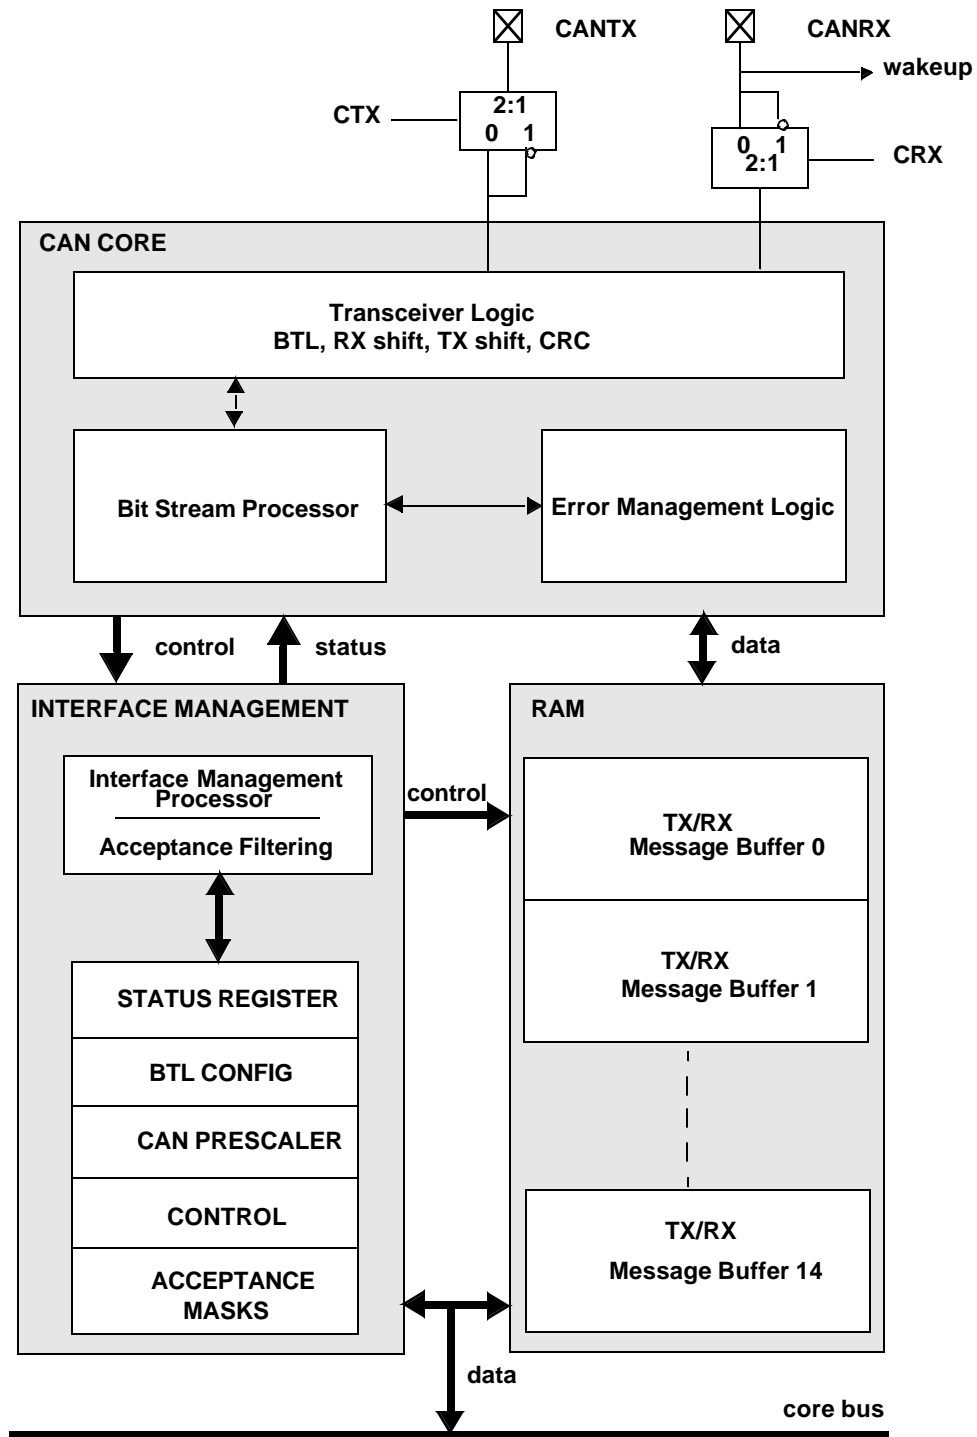 CANTX
CANRX
wakeup
CTX
2:1
0 1
0 1
2:1
CRX
CAN CORE
Transceiver Logic
BTL, RX shift, TX shift, CRC
Bit Stream Processor
Error Management Logic
control
status
data
INTERFACE MANAGEMENT
Interface Management
Processor
Acceptance Filtering
control
STATUS REGISTER
BTL CONFIG
CAN PRESCALER
CONTROL
ACCEPTANCE
MASKS
RAM
TX/RX
Message Buffer 0
TX/RX
Message Buffer 1
TX/RX
Message Buffer 14
data
core bus